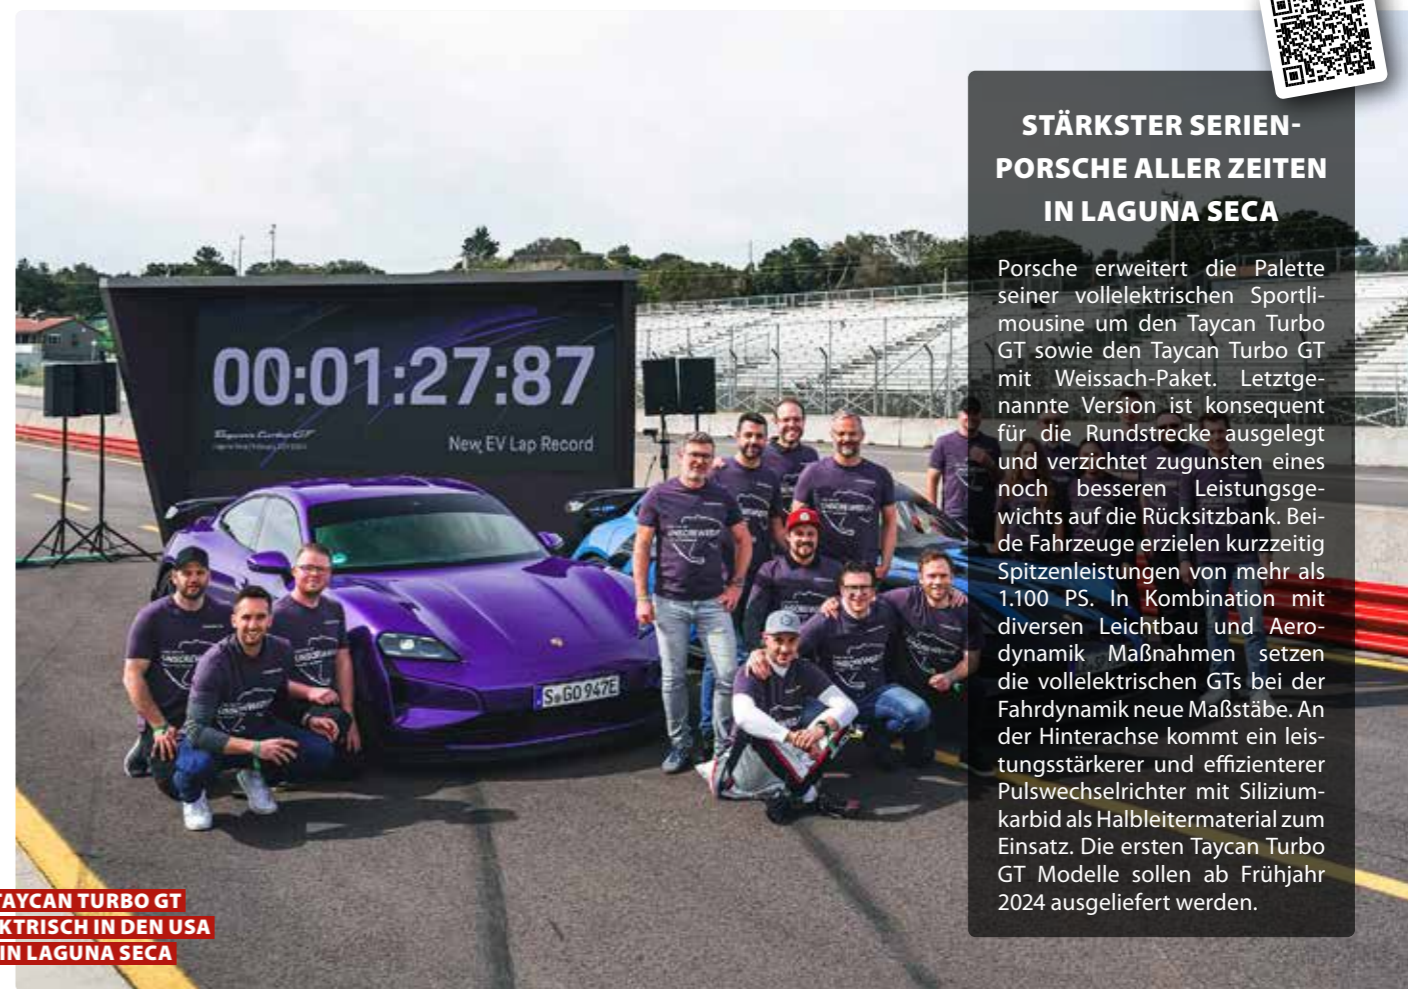 STÄRKSTER SERIEN-
PORSCHE ALLER ZEITEN
IN LAGUNA SECA
Porsche erweitert die Palette
seiner vollelektrischen Sportli-
mousine um den Taycan Turbo
GT sowie den Taycan Turbo GT
mit Weissach-Paket. Letztge-
nannte Version ist konsequent
für die Rundstrecke ausgelegt
und verzichtet zugunsten eines
noch besseren Leistungsge-
wichts auf die Rücksitzbank. Bei-
de Fahrzeuge erzielen kurzzeitig
Spitzenleistungen von mehr als
1.100 PS. In Kombination mit
diversen Leichtbau und Aero-
dynamik Maßnahmen setzen
die vollelektrischen GTs bei der
Fahrdynamik neue Maßstäbe. An
der Hinterachse kommt ein leis-
tungsstärkerer und effizienterer
Pulswechselrichter mit Silizium-
karbid als Halbleitermaterial zum
Einsatz. Die ersten Taycan Turbo
GT Modelle sollen ab Frühjahr
2024 ausgeliefert werden.
00:01:27:87
Taycan Turbo GT
New EV Lap Record
S GO 947E
TAYCAN TURBO GT
KTRISCH IN DEN USA
IN LAGUNA SECA